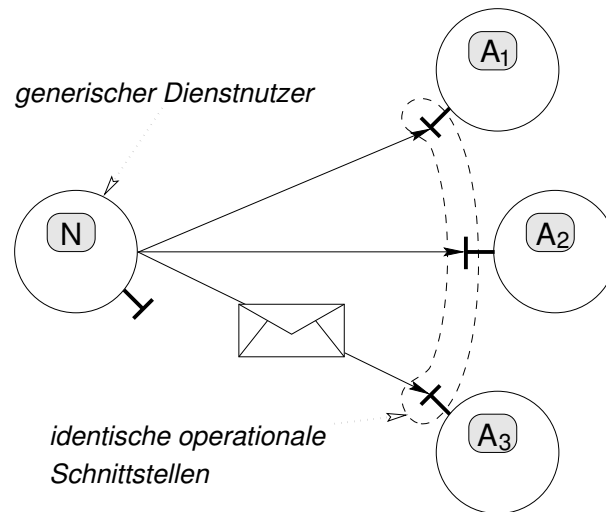 A1
generischer Dienstnutzer
N
A2
identische operationale
Schnittstellen
A3